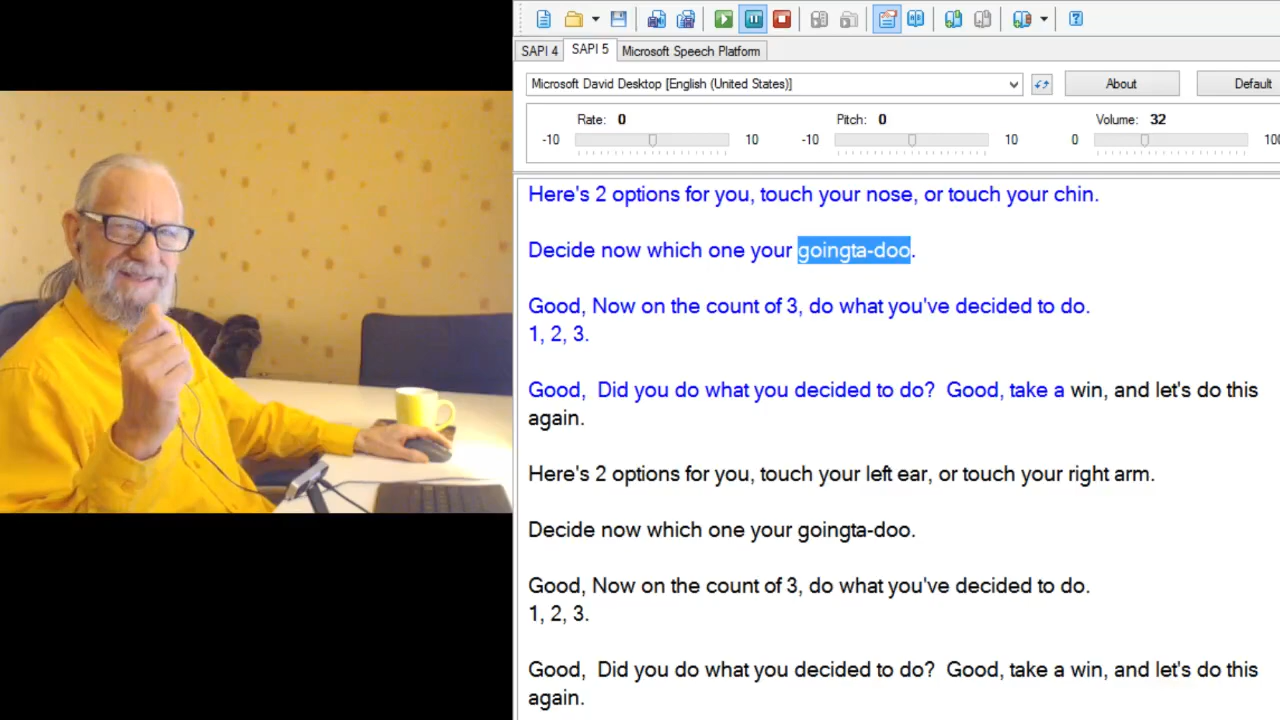 SAPI 4 SAPI 5 Microsoft Speech Platform
Microsoft David Desktop [English (United States)] About Default
Rate: 0 Pitch: 0 Volume: 32
-10 10 -10 10 0 100
Here's 2 options for you, touch your nose, or touch your chin.
Decide now which one your goingta-doo.
Good, Now on the count of 3, do what you've decided to do.
1, 2, 3.
Good,  Did you do what you decided to do?  Good, take a win, and let's do this
again.
Here's 2 options for you, touch your left ear, or touch your right arm.
Decide now which one your goingta-doo.
Good, Now on the count of 3, do what you've decided to do.
1, 2, 3.
Good,  Did you do what you decided to do?  Good, take a win, and let's do this
again.